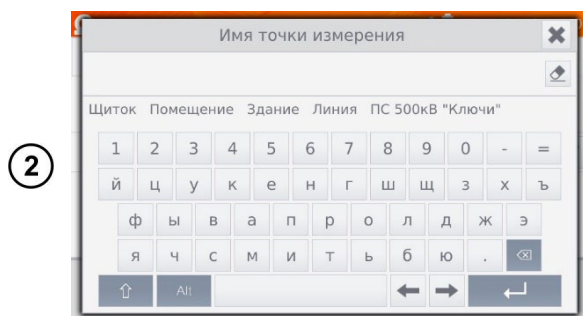 Имя точки измерения
Щиток Помещение Здание Линия ПС 500кВ "Ключи"
2
1 2 3 4 5 6 7 8 9 0 - =
й ц у к е н г ш щ з х ъ
ф ы в а п р о л д ж э
я ч с м и т ь б ю .
Alt